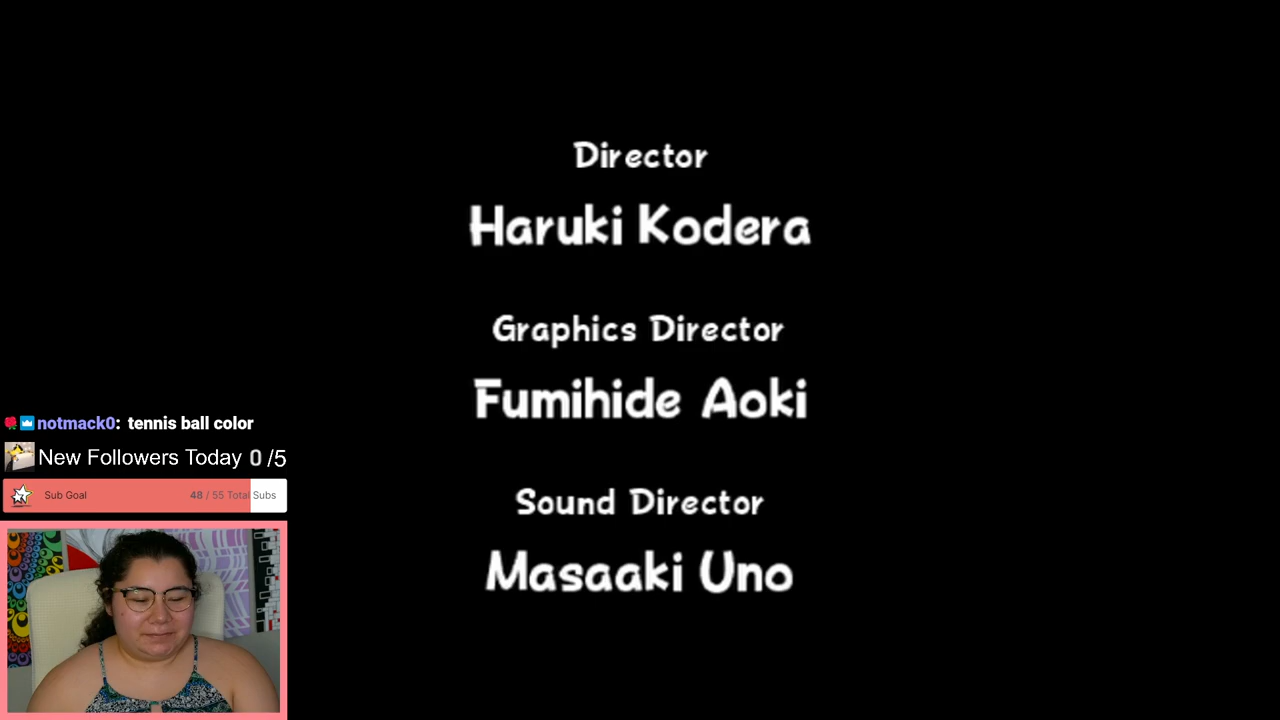 Director
Haruki Kodera
Graphics Director
Fumihide Aoki
Sound Director
Masaaki Uno
notmack0: tennis ball color
New Followers Today 0 /5
Sub Goal 48 / 55 Total Subs